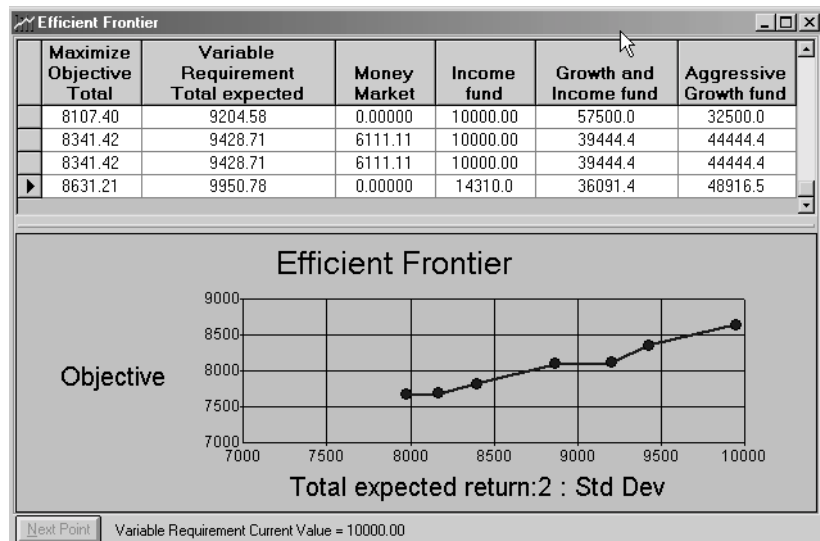 Efficient Frontier
Maximize Objective Total | Variable Requirement Total expected | Money Market | Income fund | Growth and Income fund | Aggressive Growth fund
8107.40 | 9204.58 | 0.00000 | 10000.00 | 57500.0 | 32500.0
8341.42 | 9428.71 | 6111.11 | 10000.00 | 39444.4 | 44444.4
8341.42 | 9428.71 | 6111.11 | 10000.00 | 39444.4 | 44444.4
8631.21 | 9950.78 | 0.00000 | 14310.0 | 36091.4 | 48916.5
Efficient Frontier
9000
8500
8000
7500
7000
Objective
7000 7500 8000 8500 9000 9500 10000
Total expected return:2 : Std Dev
Next Point Variable Requirement Current Value = 10000.00